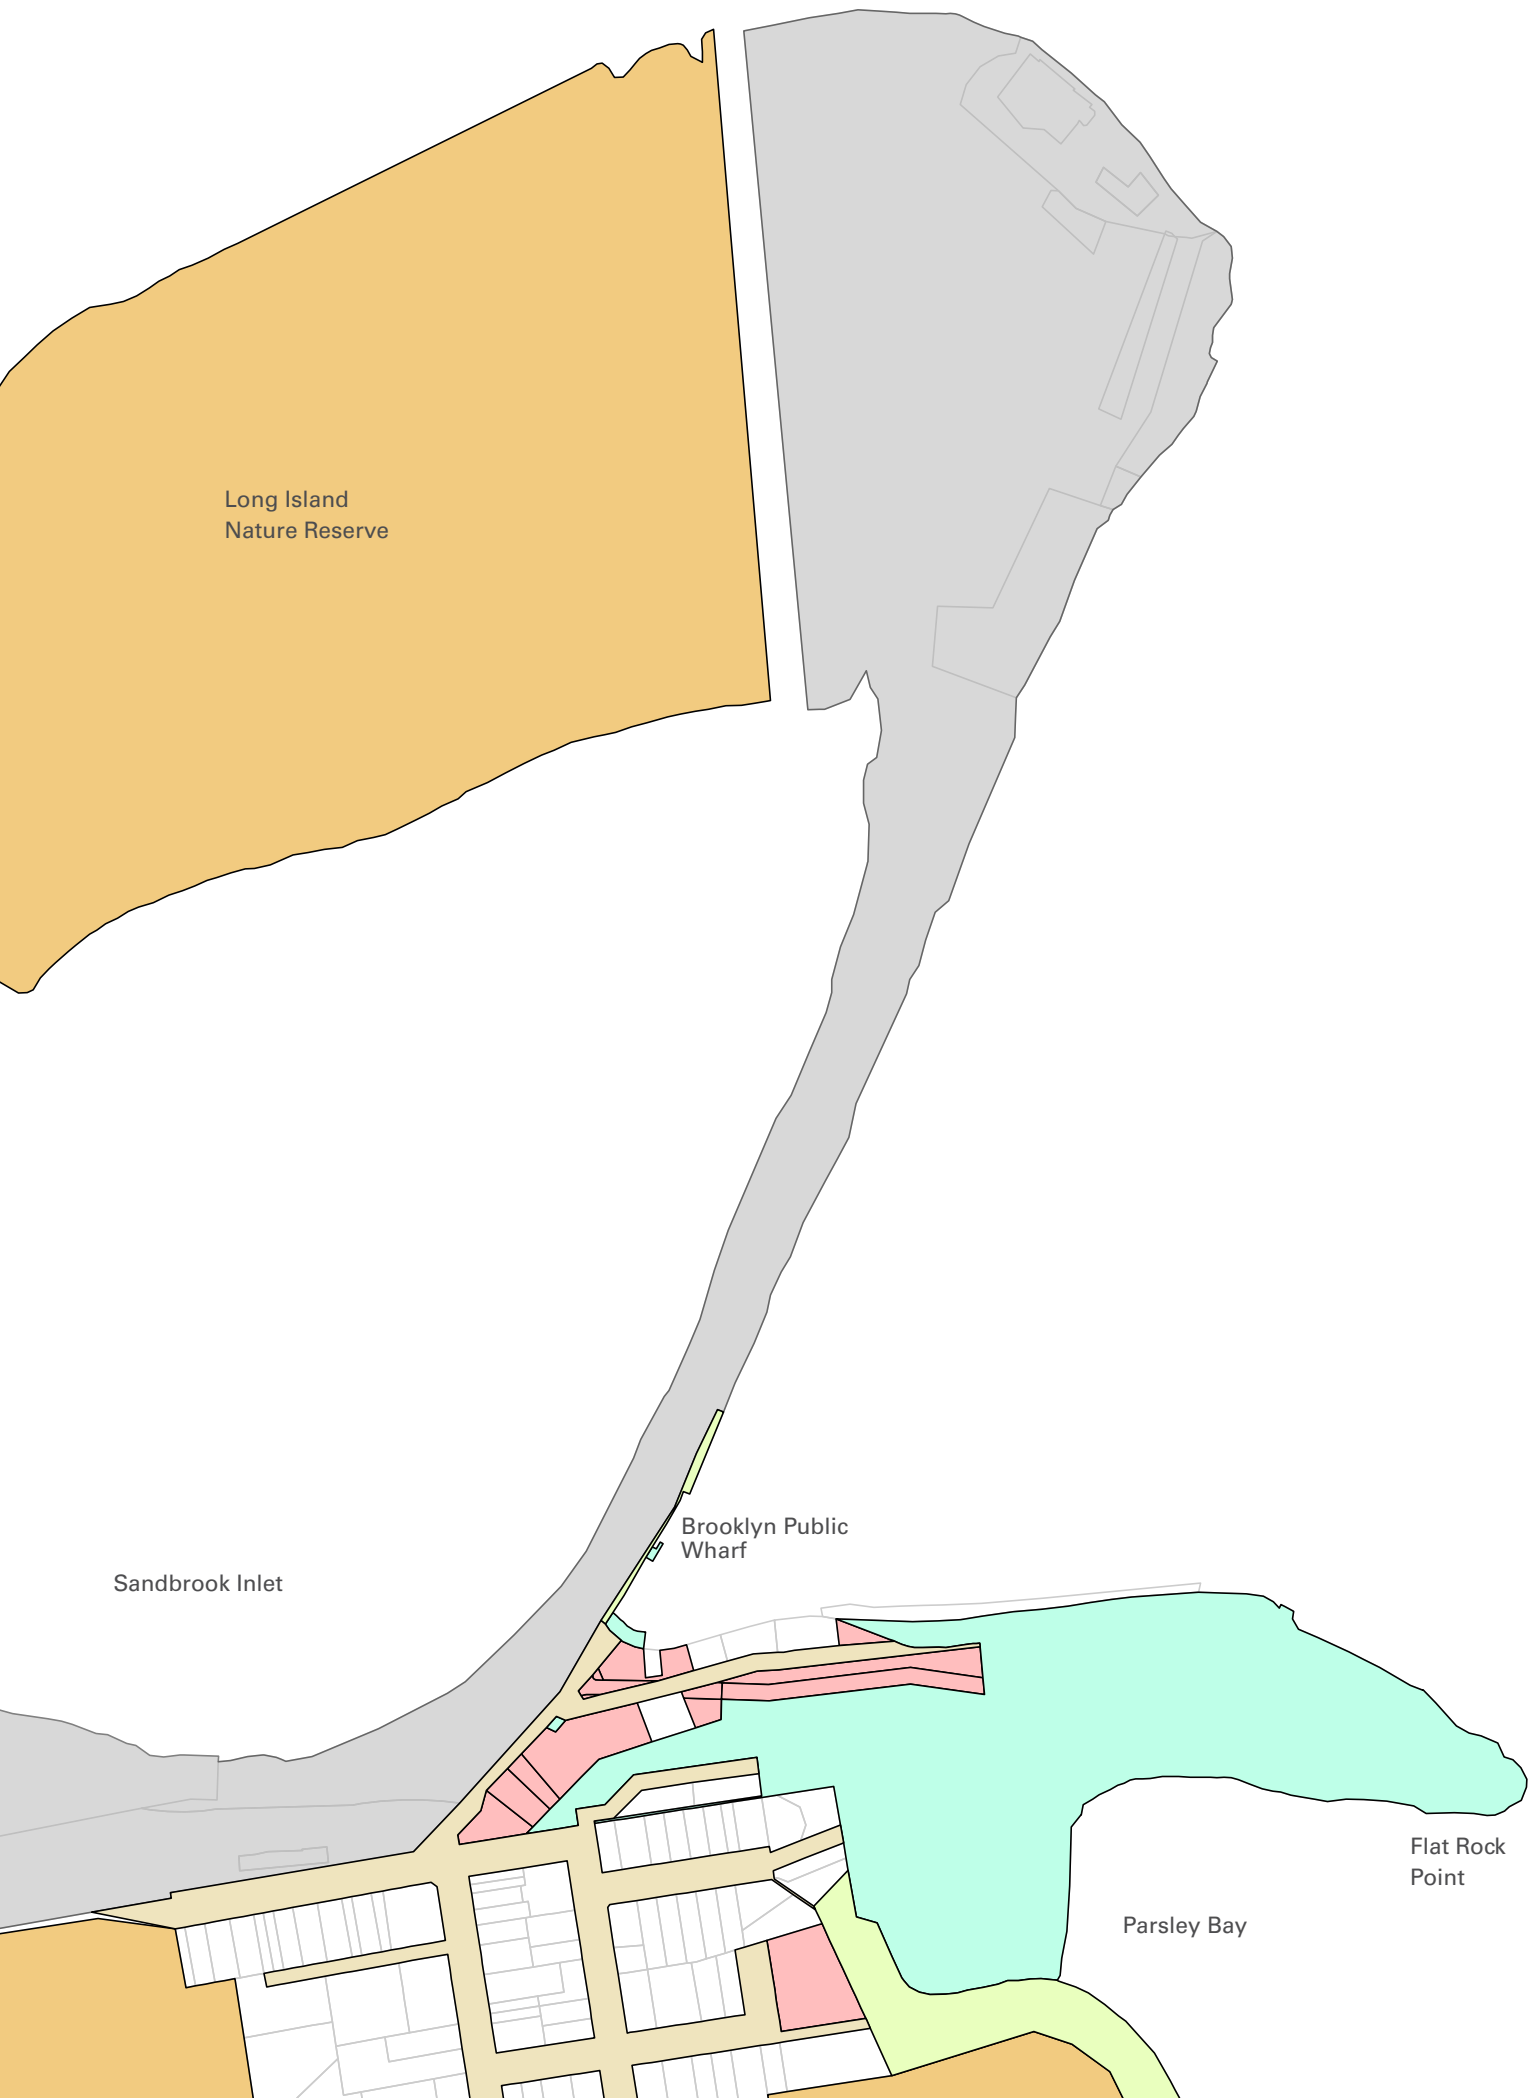 Long Island
Nature Reserve
Brooklyn Public
Wharf
Sandbrook Inlet
Flat Rock
Point
Parsley Bay